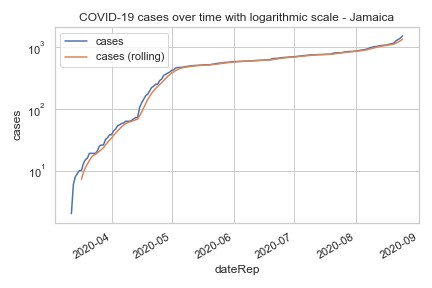 COVID-19 cases over time with logarithmic scale - Jamaica
cases
cases (rolling)
10³
10²
10¹
cases
2020-04
2020-05
2020-06
2020-07
2020-08
2020-09
dateRep